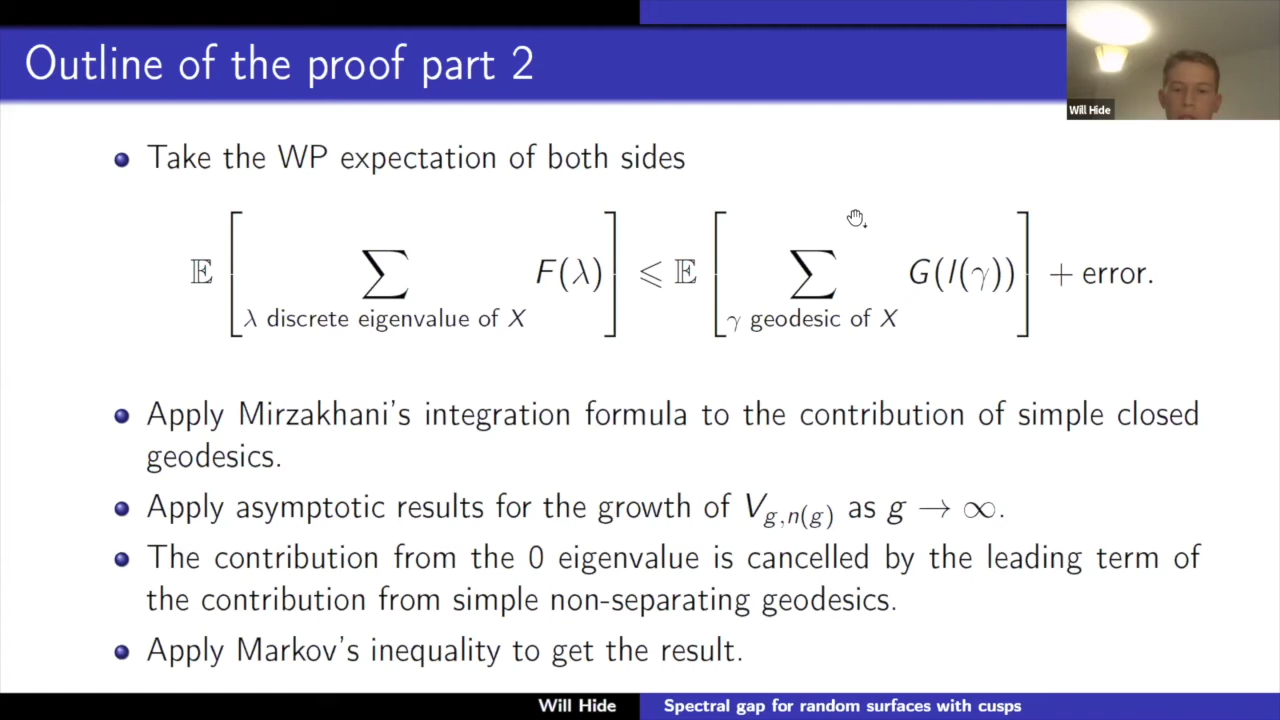 Outline of the proof part 2
Will Hide
Take the WP expectation of both sides
𝔼 [ ∑ F(λ) ] ⩽ 𝔼 [ ∑ G(l(γ)) ] + error.
λ discrete eigenvalue of X γ geodesic of X
Apply Mirzakhani's integration formula to the contribution of simple closed
geodesics.
Apply asymptotic results for the growth of V_{g,n(g)} as g → ∞.
The contribution from the 0 eigenvalue is cancelled by the leading term of
the contribution from simple non-separating geodesics.
Apply Markov's inequality to get the result.
Will Hide Spectral gap for random surfaces with cusps